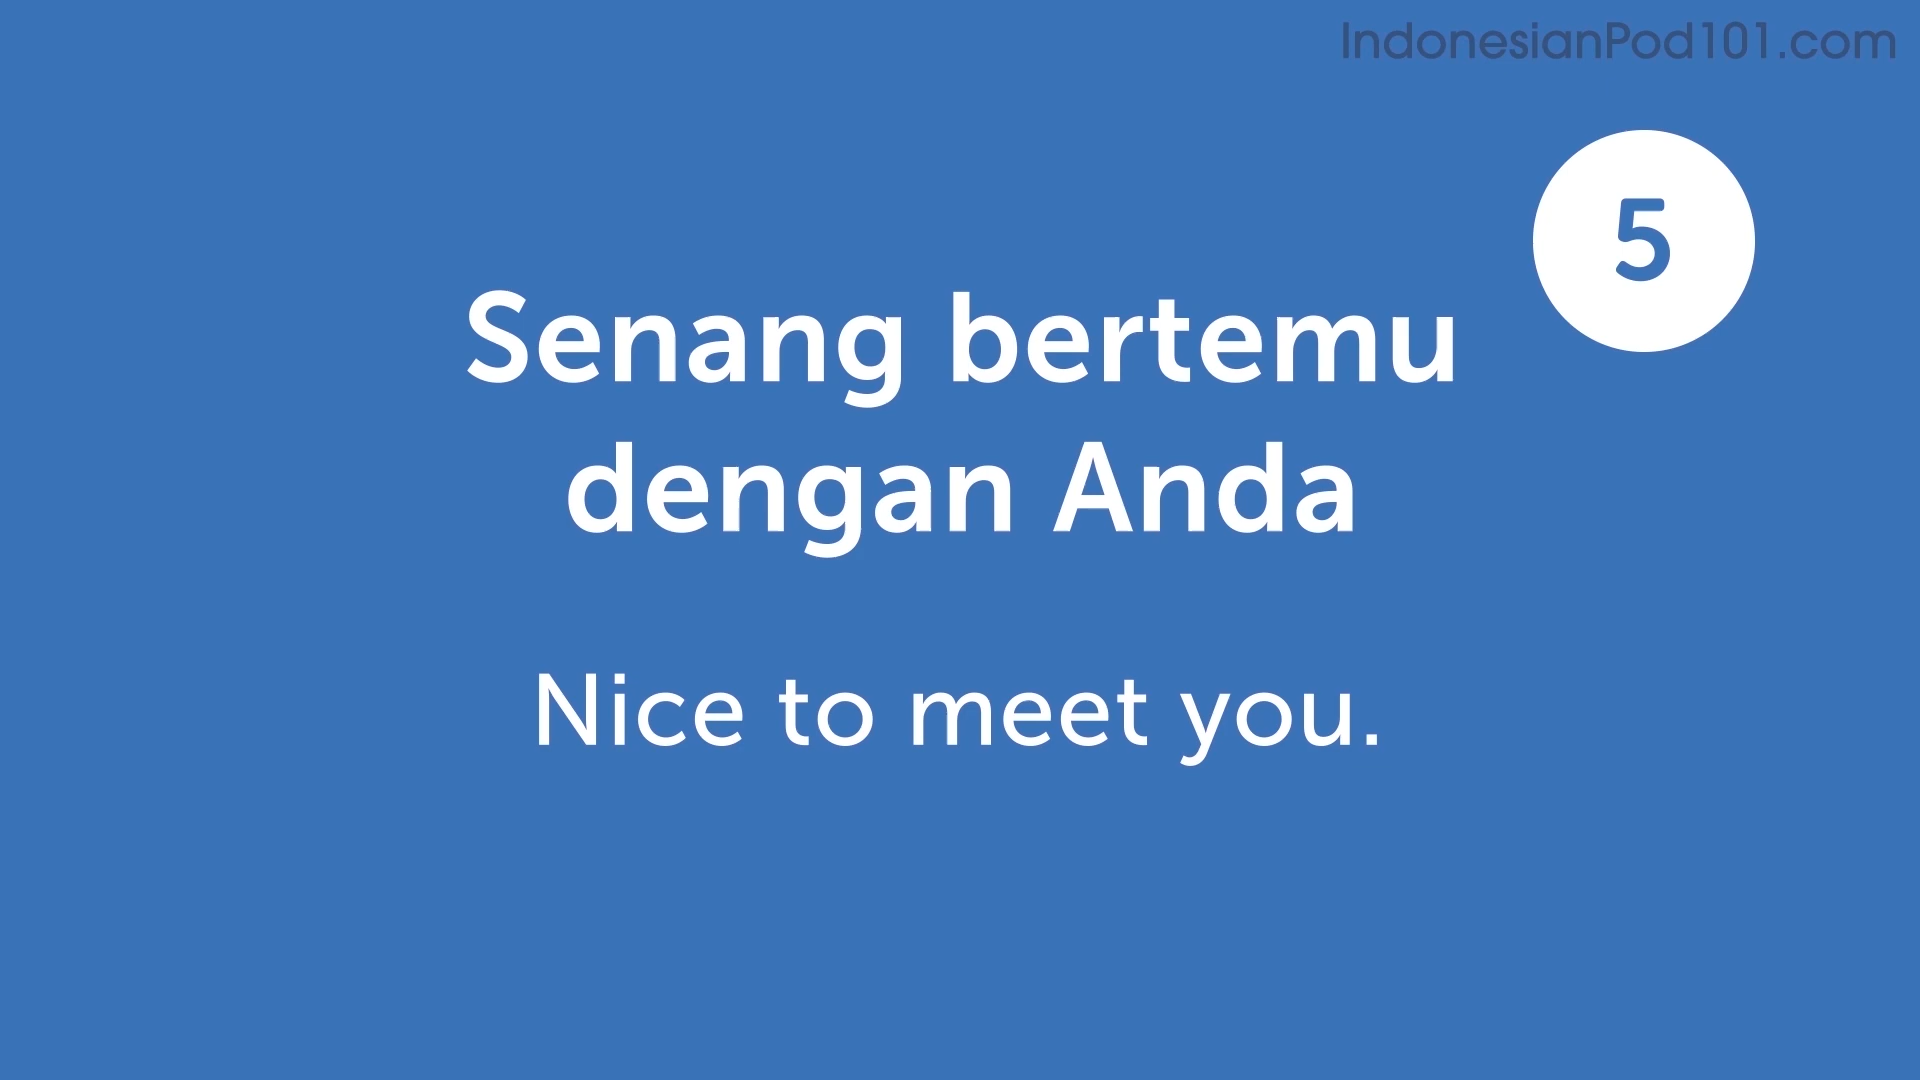 IndonesianPod101.com
5
Senang bertemu
dengan Anda
Nice to meet you.